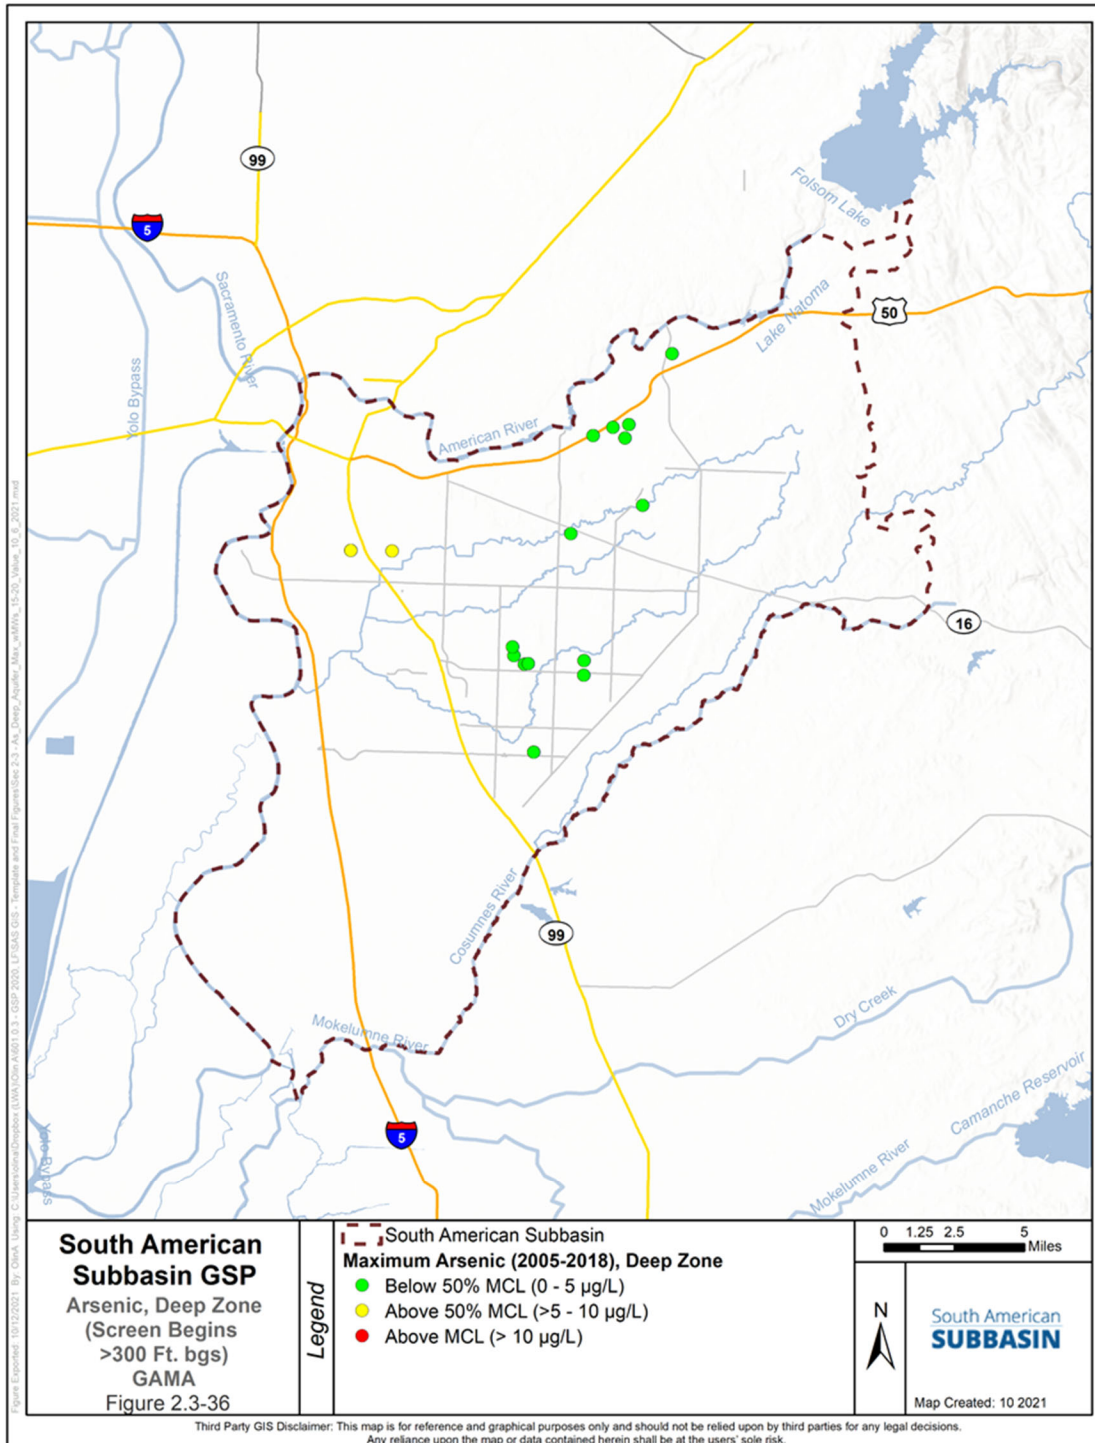 99
5
Folsom Lake
Sacramento River
Lake Natoma
50
Yolo Bypass
American River
16
Cosumnes River
99
Mokelumne River
Dry Creek
5
Camanche Reservoir
Mokelumne River
Yolo Bypass
South American
Subbasin GSP
Arsenic, Deep Zone
(Screen Begins
>300 Ft. bgs)
GAMA
Figure 2.3-36
Legend
South American Subbasin
Maximum Arsenic (2005-2018), Deep Zone
Below 50% MCL (0 - 5 µg/L)
Above 50% MCL (>5 - 10 µg/L)
Above MCL (> 10 µg/L)
0 1.25 2.5 5
Miles
N
South American
SUBBASIN
Map Created: 10 2021
Third Party GIS Disclaimer: This map is for reference and graphical purposes only and should not be relied upon by third parties for any legal decisions.
Any reliance upon the map or data contained herein shall be at the users' sole risk.